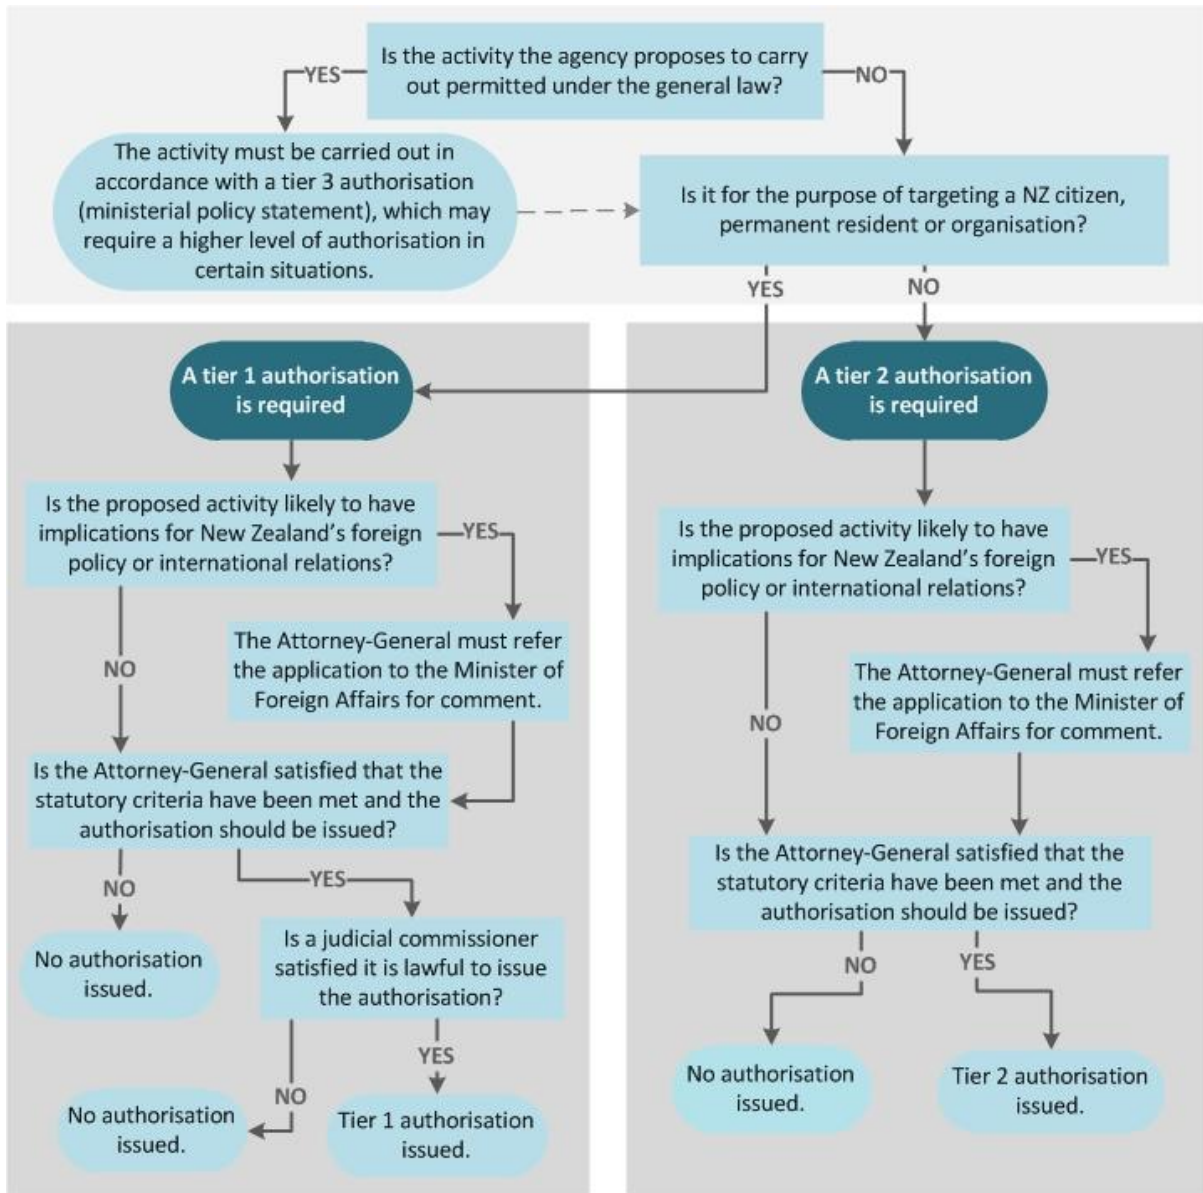 Is the activity the agency proposes to carry
out permitted under the general law?
YES
NO
The activity must be carried out in
accordance with a tier 3 authorisation
(ministerial policy statement), which may
require a higher level of authorisation in
certain situations.
Is it for the purpose of targeting a NZ citizen,
permanent resident or organisation?
YES
NO
A tier 1 authorisation
is required
Is the proposed activity likely to have
implications for New Zealand's foreign
policy or international relations?
YES
NO
The Attorney-General must refer
the application to the Minister of
Foreign Affairs for comment.
Is the Attorney-General satisfied that the
statutory criteria have been met and the
authorisation should be issued?
NO
YES
No authorisation
issued.
Is a judicial commissioner
satisfied it is lawful to issue
the authorisation?
NO
YES
No authorisation
issued.
Tier 1 authorisation
issued.
A tier 2 authorisation
is required
Is the proposed activity likely to have
implications for New Zealand's foreign
policy or international relations?
YES
NO
The Attorney-General must refer
the application to the Minister of
Foreign Affairs for comment.
Is the Attorney-General satisfied that the
statutory criteria have been met and the
authorisation should be issued?
NO
YES
No authorisation
issued.
Tier 2 authorisation
issued.